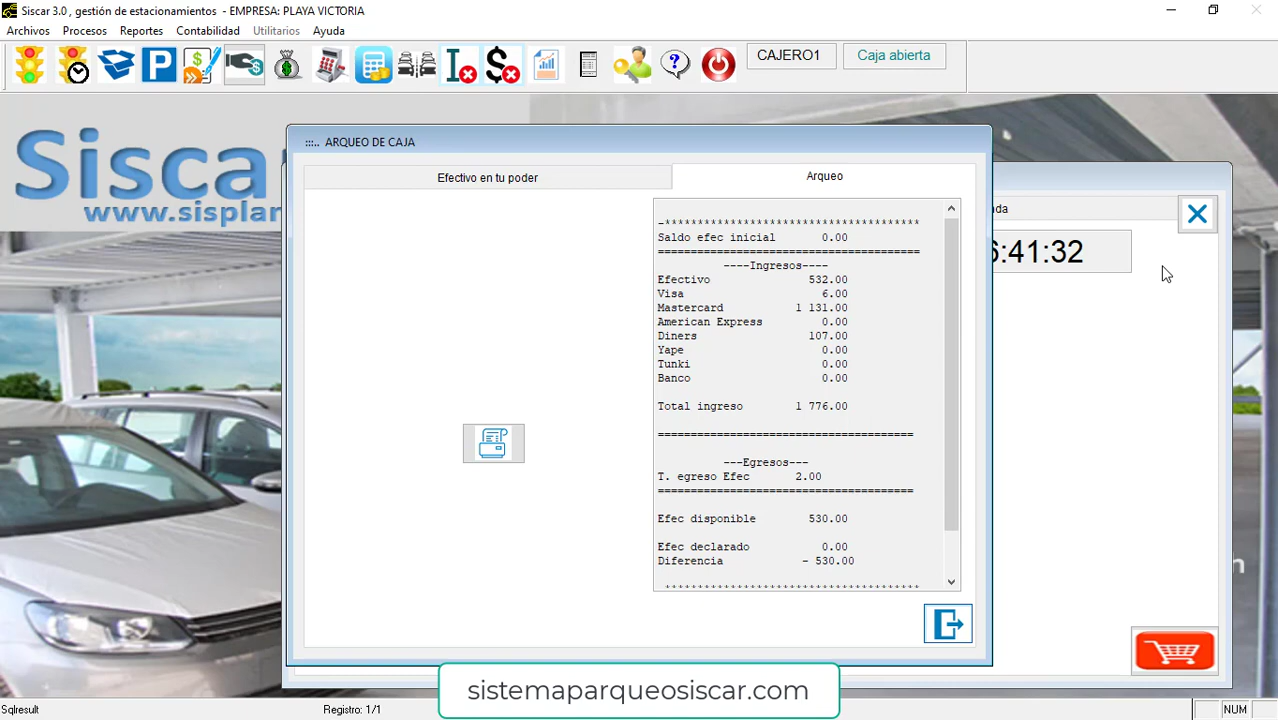 Siscar 3.0 , gestión de estacionamientos - EMPRESA: PLAYA VICTORIA
Archivos Procesos Reportes Contabilidad Utilitarios Ayuda
CAJERO1 Caja abierta
Siscar
www.sisplan
:::.. ARQUEO DE CAJA
Efectivo en tu poder Arqueo
-****************************************
Saldo efec inicial 0.00
========================================
----Ingresos----
Efectivo 532.00
Visa 6.00
Mastercard 1 131.00
American Express 0.00
Diners 107.00
Yape 0.00
Tunki 0.00
Banco 0.00
Total ingreso 1 776.00
=======================================
---Egresos---
T. egreso Efec 2.00
=======================================
Efec disponible 530.00
Efec declarado 0.00
Diferencia - 530.00
***************************************
nda
6:41:32
sistemaparqueosiscar.com
Sqlresult Registro: 1/1 NUM